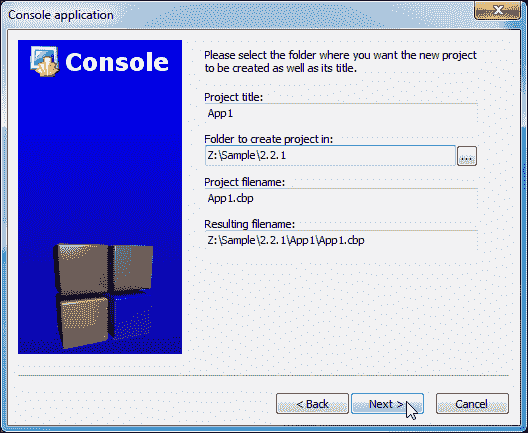 Console application
Console
Please select the folder where you want the new project
to be created as well as its title.
Project title:
App1
Folder to create project in:
Z:\Sample\2.2.1
...
Project filename:
App1.cbp
Resulting filename:
Z:\Sample\2.2.1\App1\App1.cbp
< Back
Next >
Cancel